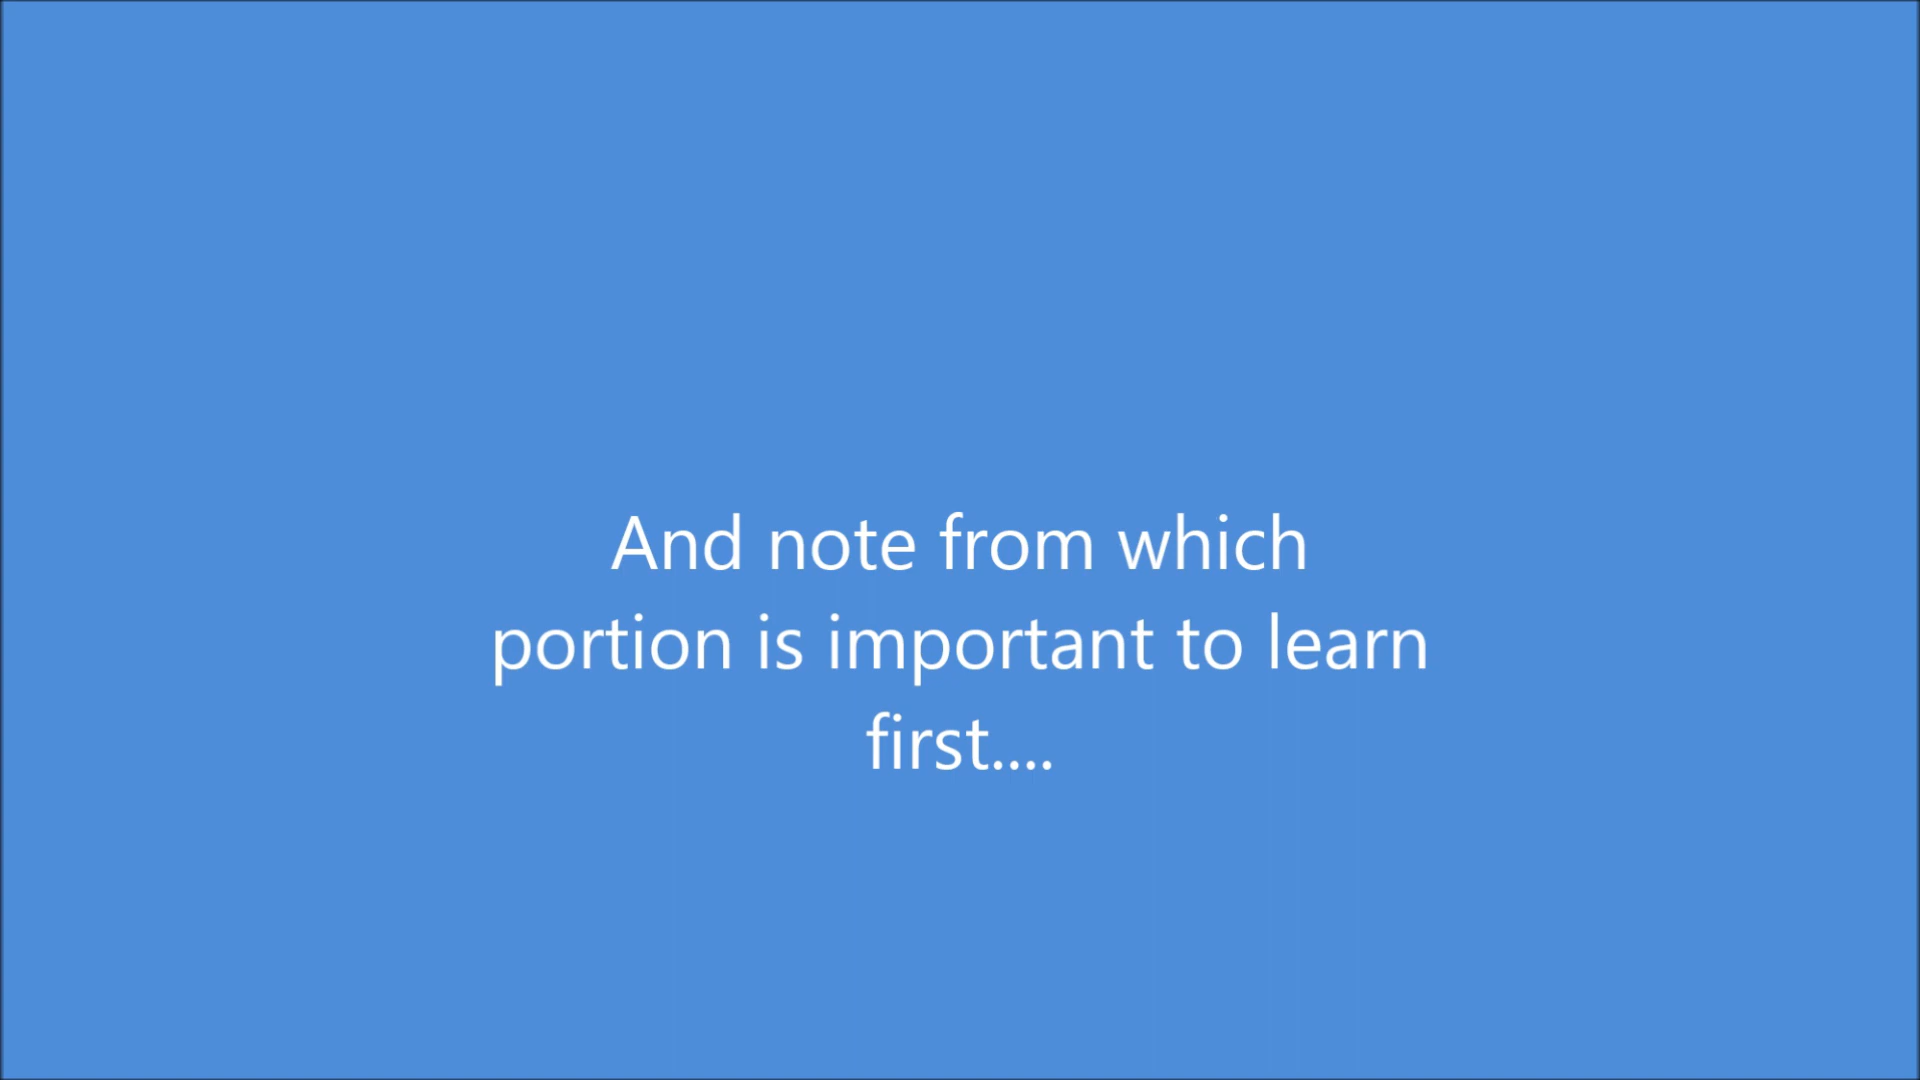 And note from which
portion is important to learn
first....